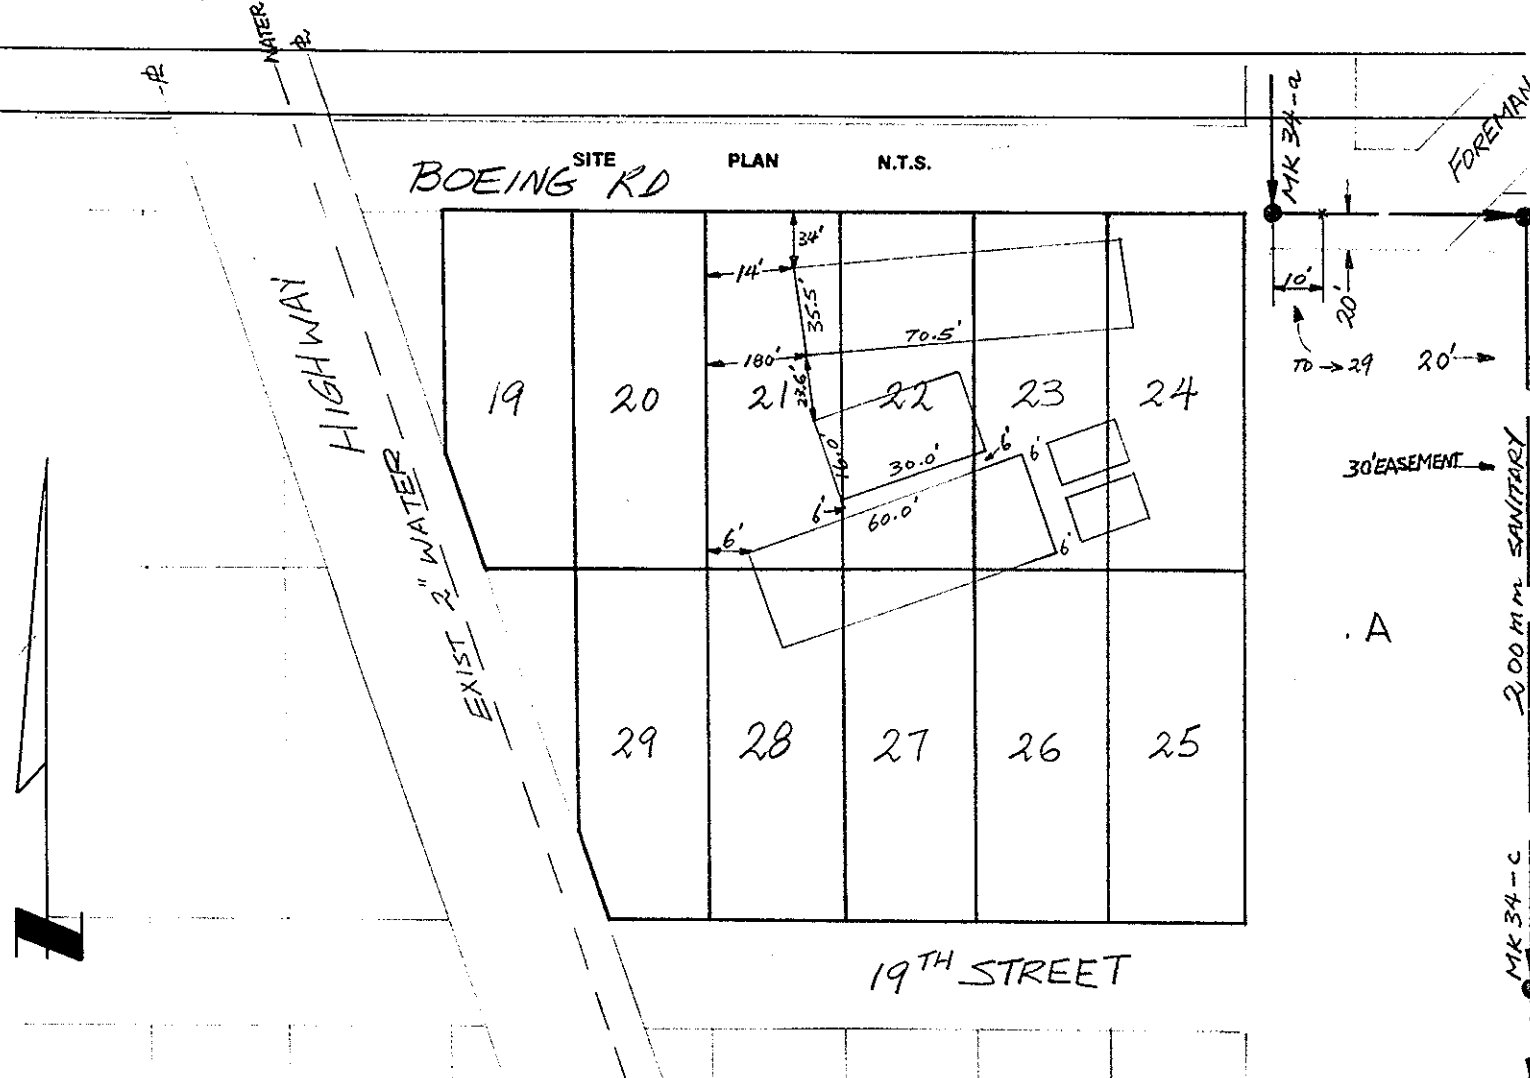 WATER
PL
PL
SITE PLAN N.T.S.
BOEING RD
MK 34-a
FOREMAN
HIGHWAY
34'
14'
35.5'
70.5'
180'
23.6'
10'
20'
TO → 29
20'
19
20
21
22
23
24
16.0'
30.0'
6'
6'
6'
60.0'
6'
6'
30' EASEMENT
EXIST 2" WATER
200mm SANITARY
A
29
28
27
26
25
MK 34-c
19TH STREET